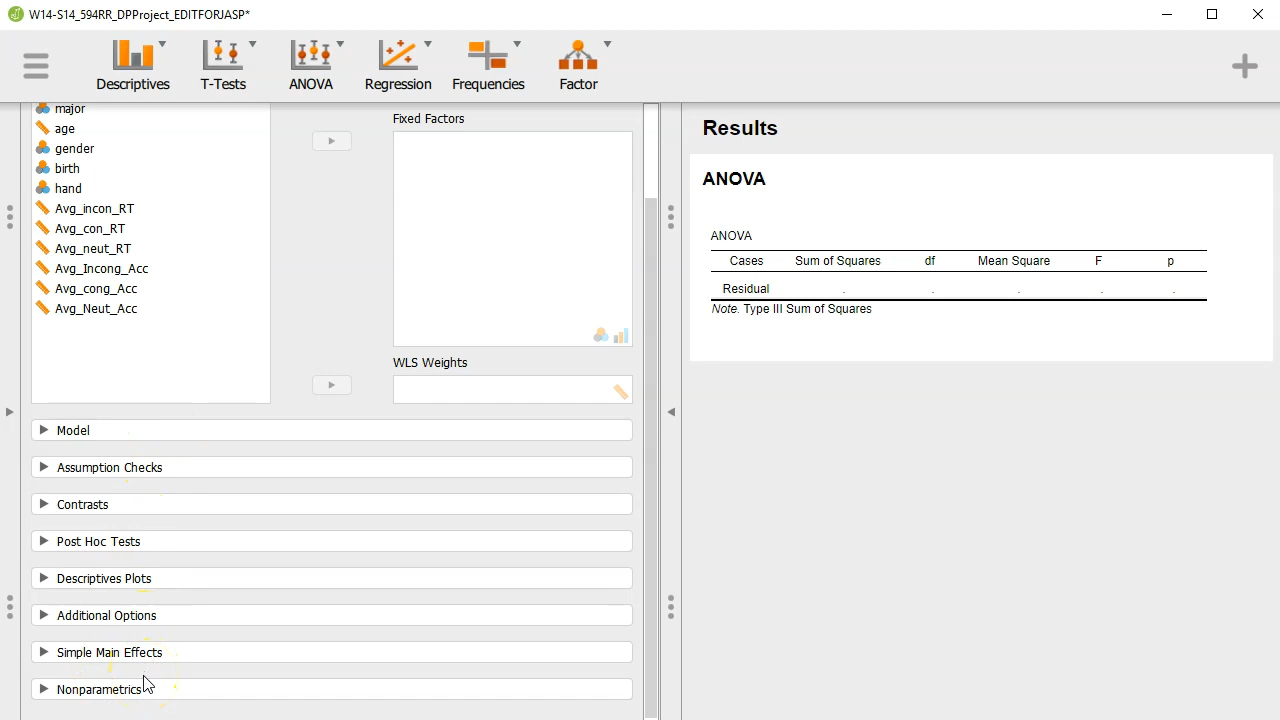 W14-S14_594RR_DPProject_EDITFORJASP*
Descriptives
T-Tests
ANOVA
Regression
Frequencies
Factor
major
age
gender
birth
hand
Avg_incon_RT
Avg_con_RT
Avg_neut_RT
Avg_Incong_Acc
Avg_cong_Acc
Avg_Neut_Acc
Fixed Factors
WLS Weights
Model
Assumption Checks
Contrasts
Post Hoc Tests
Descriptives Plots
Additional Options
Simple Main Effects
Nonparametrics
Results
ANOVA
ANOVA
Cases Sum of Squares df Mean Square F p
Residual . . . . .
Note. Type III Sum of Squares